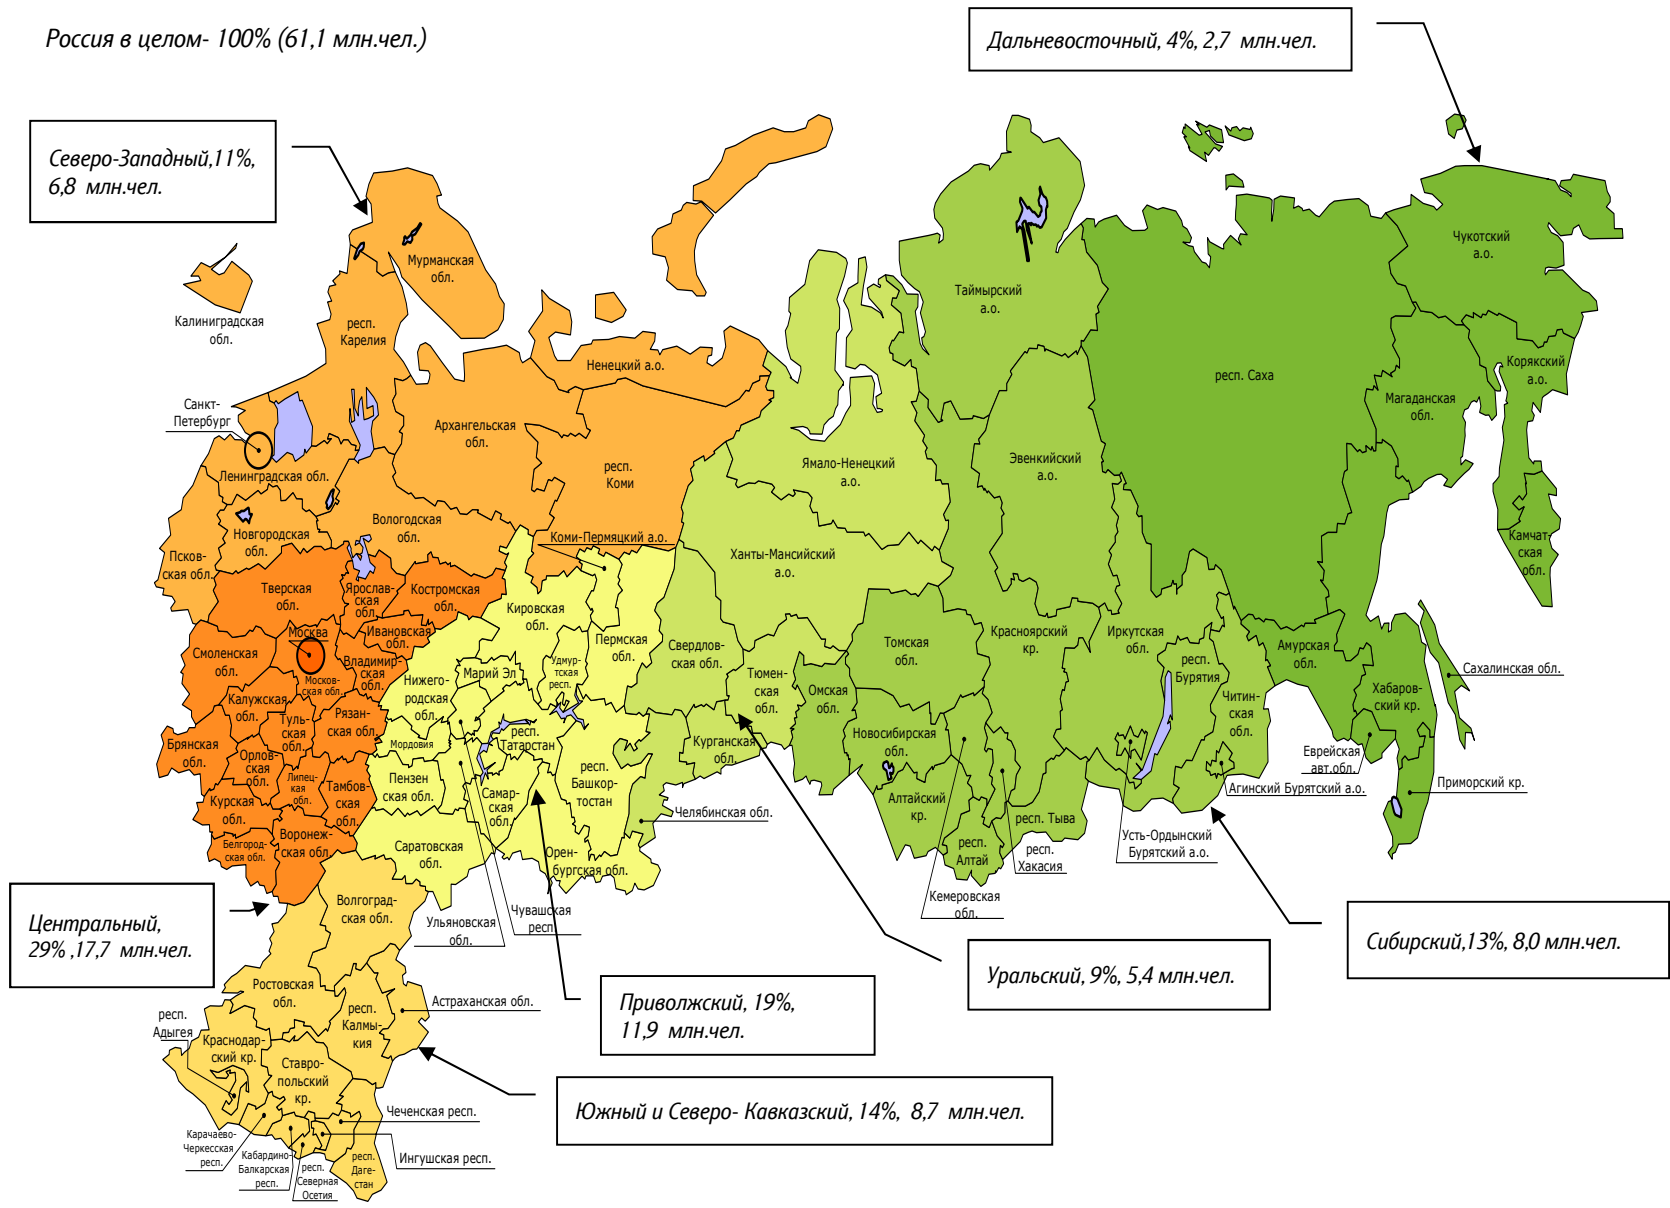 Россия в целом- 100% (61,1 млн.чел.)
Дальневосточный, 4%, 2,7 млн.чел.
Северо-Западный,11%,
6,8 млн.чел.
Мурманская
обл.
Калининградская
обл.
респ.
Карелия
Ненецкий а.о.
Санкт-
Петербург
Архангельская
обл.
Ленинградская обл.
респ.
Коми
Вологодская
обл.
Новгородская
обл.
Псков-
ская обл.
Коми-Пермяцкий а.о.
Таймырский
а.о.
Чукотский
а.о.
Корякский
а.о.
респ. Саха
Магаданская
обл.
Эвенкийский
а.о.
Ямало-Ненецкий
а.о.
Ханты-Мансийский
а.о.
Камчат-
ская
обл.
Тверская
обл.
Ярослав-
ская
обл.
Костромская
обл.
Кировская
обл.
Пермская
обл.
Москва
Ивановская
обл.
Смоленская
обл.
Владимир-
ская
обл.
Москов-
ская обл.
Калужская
обл.
Туль-
ская
обл.
Рязан-
ская обл.
Брянская
обл.
Орлов-
ская
обл.
Липец-
кая
обл.
Тамбов-
ская
обл.
Курская
обл.
Белгород-
ская обл.
Воронеж-
ская обл.
Нижего-
родская
обл.
Марий Эл
Удмур-
тская
респ.
Мордовия
респ.
Татарстан
Пензен
ская обл.
Самар-
ская
обл.
респ.
Башкор-
тостан
Саратовская
обл.
Орен-
бургская обл.
Свердлов-
ская обл.
Тюмен-
ская
обл.
Курганская
обл.
Челябинская обл.
Томская
обл.
Омская
обл.
Новосибирская
обл.
Алтайский
кр.
респ.
Алтай
Красноярский
кр.
Иркутская
обл.
респ.
Бурятия
Читин-
ская
обл.
респ. Тыва
респ.
Хакасия
Кемеровская
обл.
Усть-Ордынский
Бурятский а.о.
Агинский Бурятский а.о.
Амурская
обл.
Хабаров-
ский кр.
Сахалинская обл.
Еврейская
авт.обл.
Приморский кр.
Волгоград-
ская обл.
Ульяновская
обл.
Чувашская
респ.
Центральный,
29% ,17,7 млн.чел.
Приволжский, 19%,
11,9 млн.чел.
Уральский, 9%, 5,4 млн.чел.
Сибирский,13%, 8,0 млн.чел.
Южный и Северо- Кавказский, 14%, 8,7 млн.чел.
Ростовская
обл.
респ.
Калмы-
кия
Астраханская обл.
респ.
Адыгея
Краснодар-
ский кр.
Ставро-
польский
кр.
Чеченская респ.
Ингушская респ.
Карачаево-
Черкесская
респ.
Кабардино-
Балкарская
респ.
респ.
Северная
Осетия
респ.
Даге-
стан